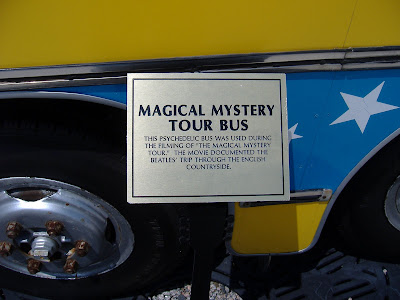 MAGICAL MYSTERY
TOUR BUS
THIS PSYCHEDELIC BUS WAS USED DURING
THE FILMING OF "THE MAGICAL MYSTERY
TOUR." THE MOVIE DOCUMENTED THE
BEATLES' TRIP THROUGH THE ENGLISH
COUNTRYSIDE.